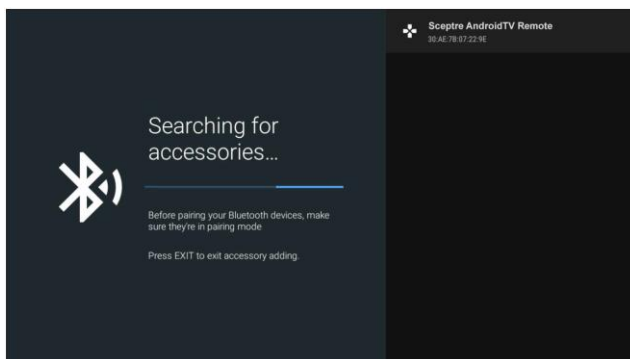 Searching for
accessories...
Before pairing your Bluetooth devices, make
sure they're in pairing mode
Press EXIT to exit accessory adding.
Sceptre AndroidTV Remote
30:AE:7B:07:22:9E